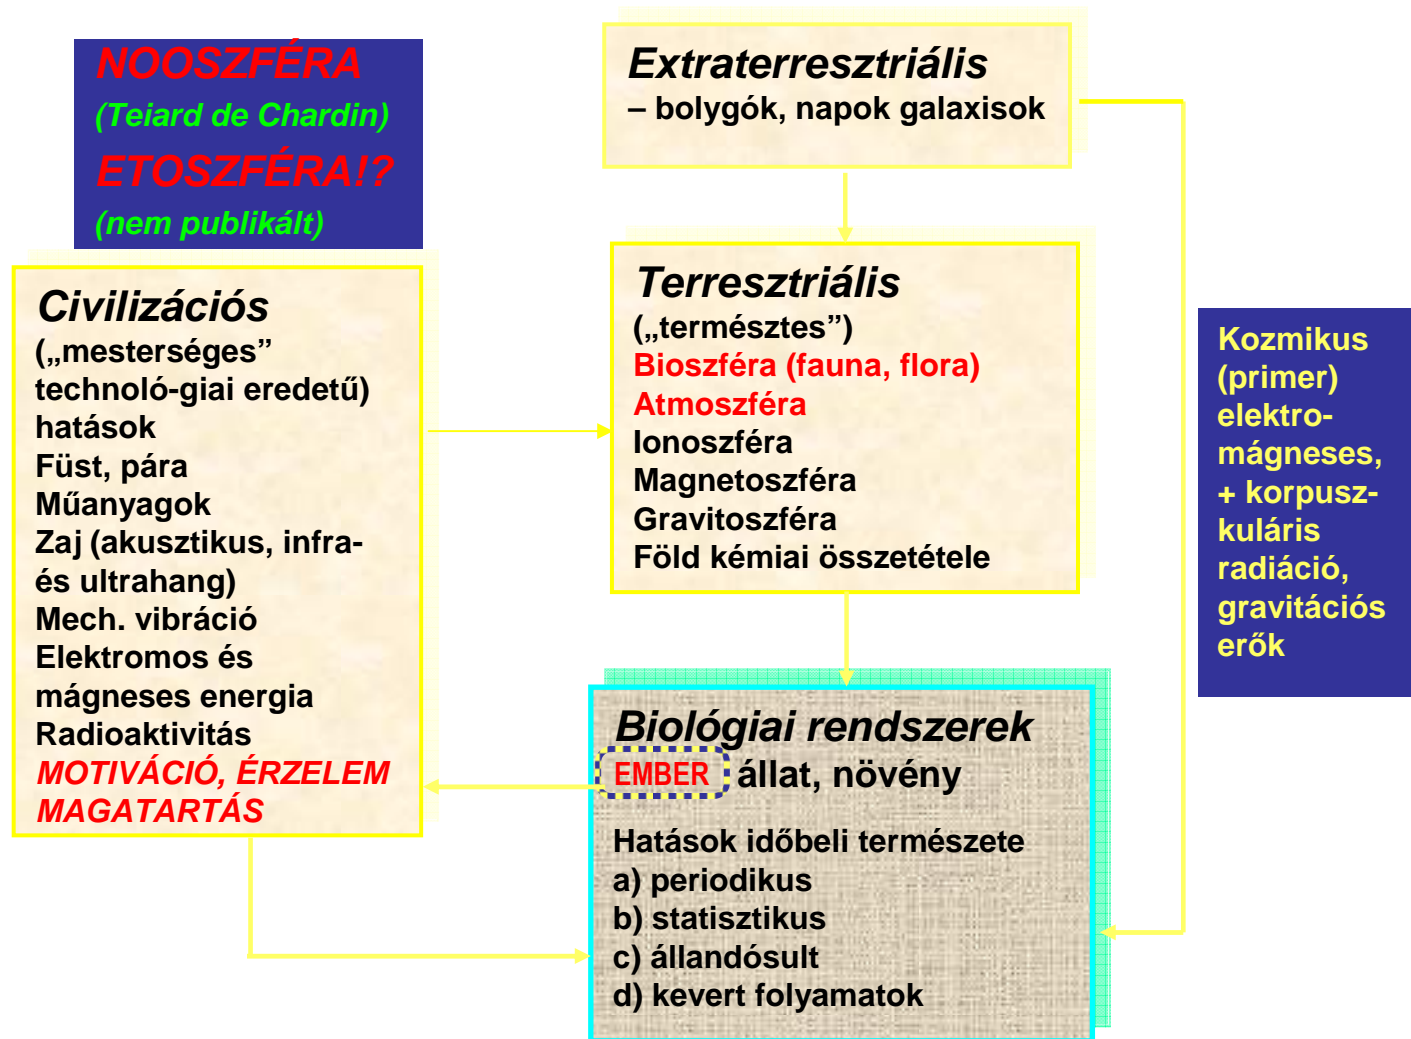 NOOSZFÉRA
(Teiard de Chardin)
ETOSZFÉRA!?
(nem publikált)
Extraterresztriális
– bolygók, napok galaxisok
Civilizációs
(„mesterséges”
technoló-giai eredetű)
hatások
Füst, pára
Műanyagok
Zaj (akusztikus, infra-
és ultrahang)
Mech. vibráció
Elektromos és
mágneses energia
Radioaktivitás
MOTIVÁCIÓ, ÉRZELEM
MAGATARTÁS
Terresztriális
(„természtes”)
Bioszféra (fauna, flora)
Atmoszféra
Ionoszféra
Magnetoszféra
Gravitoszféra
Föld kémiai összetétele
Kozmikus
(primer)
elektro-
mágneses,
+ korpusz-
kuláris
radiáció,
gravitációs
erők
Biológiai rendszerek
EMBER állat, növény
Hatások időbeli természete
a) periodikus
b) statisztikus
c) állandósult
d) kevert folyamatok